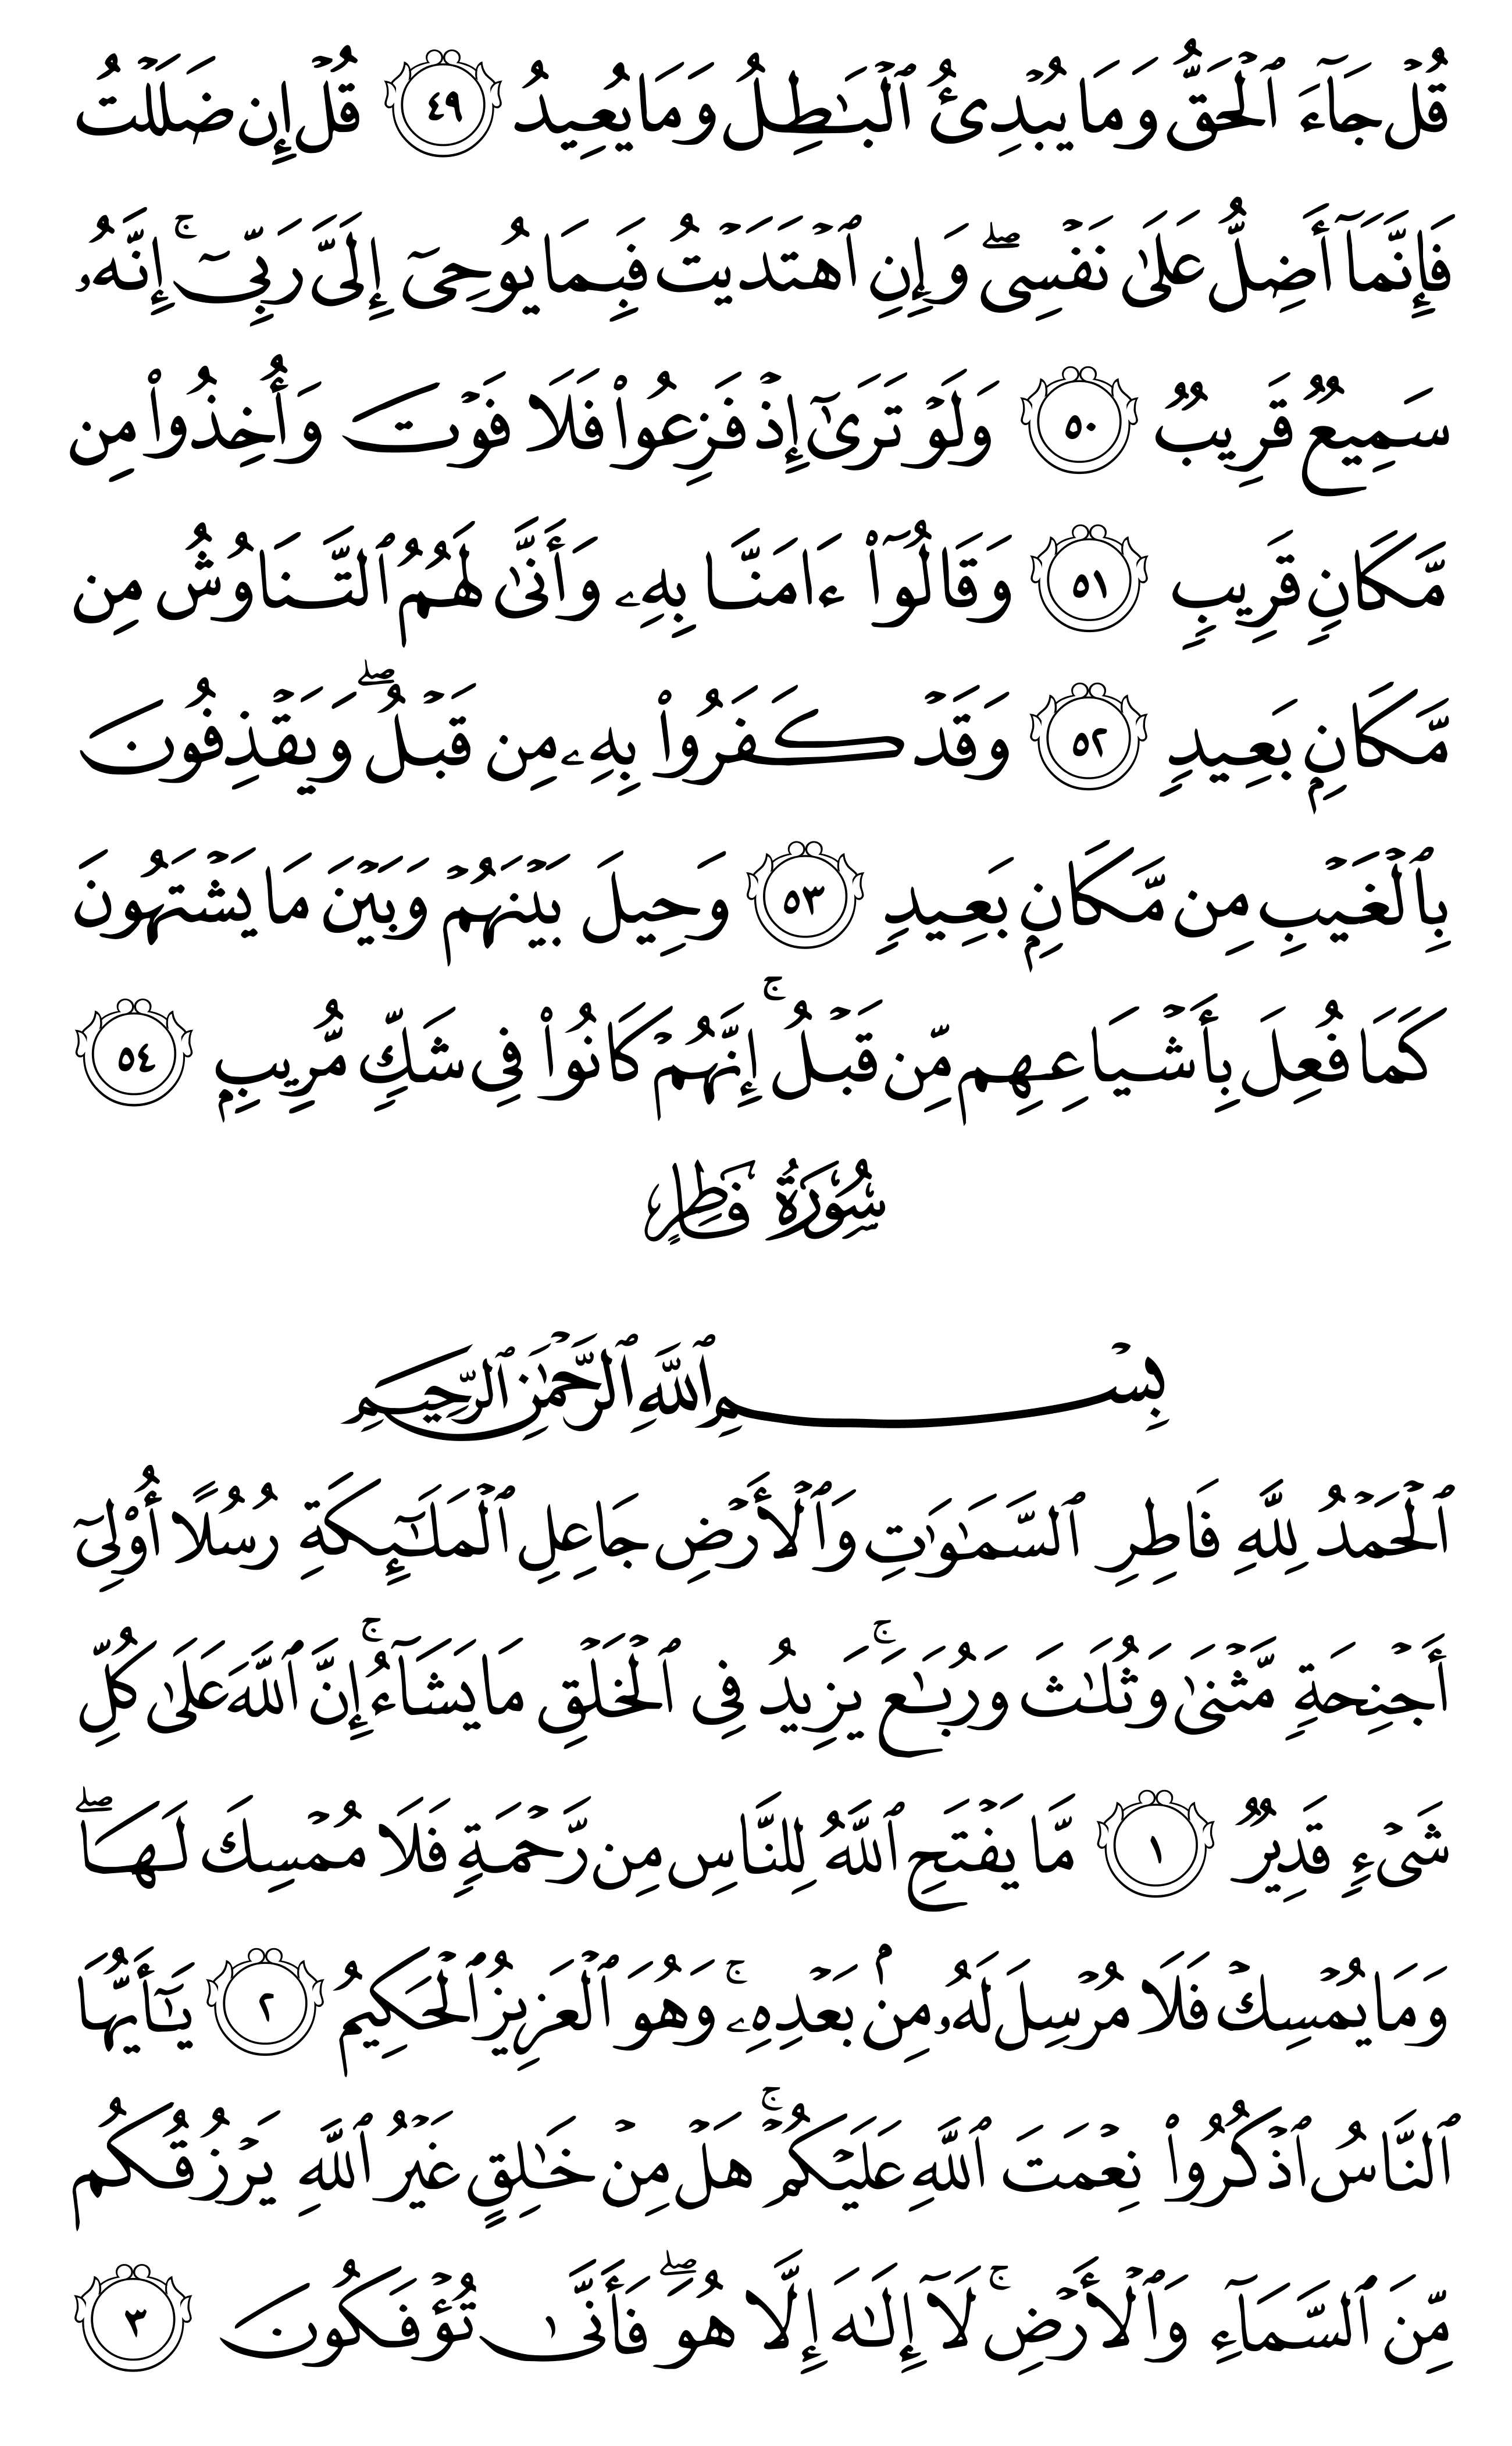 قُلۡ جَآءَ ٱلۡحَقُّ وَمَا يُبۡدِئُ ٱلۡبَٰطِلُ وَمَا يُعِيدُ ٤٩ قُلۡ إِن ضَلَلۡتُ
فَإِنَّمَآ أَضِلُّ عَلَىٰ نَفۡسِيۖ وَإِنِ ٱهۡتَدَيۡتُ فَبِمَا يُوحِيٓ إِلَيَّ رَبِّيٓۚ إِنَّهُۥ
سَمِيعٞ قَرِيبٞ ٥٠ وَلَوۡ تَرَىٰٓ إِذۡ فَزِعُواْ فَلَا فَوۡتَ وَأُخِذُواْ مِن
مَّكَانٖ قَرِيبٖ ٥١ وَقَالُوٓاْ ءَامَنَّا بِهِۦ وَأَنَّىٰ لَهُمُ ٱلتَّنَاوُشُ مِن
مَّكَانِۭ بَعِيدٖ ٥٢ وَقَدۡ كَفَرُواْ بِهِۦ مِن قَبۡلُۖ وَيَقۡذِفُونَ
بِٱلۡغَيۡبِ مِن مَّكَانِۭ بَعِيدٖ ٥٣ وَحِيلَ بَيۡنَهُمۡ وَبَيۡنَ مَا يَشۡتَهُونَ
كَمَا فُعِلَ بِأَشۡيَاعِهِم مِّن قَبۡلُۚ إِنَّهُمۡ كَانُواْ فِي شَكّٖ مُّرِيبِۭ ٥٤
سُورَةُ فَاطِرٍ
بِسۡمِ ٱللَّهِ ٱلرَّحۡمَٰنِ ٱلرَّحِيمِ
ٱلۡحَمۡدُ لِلَّهِ فَاطِرِ ٱلسَّمَٰوَٰتِ وَٱلۡأَرۡضِ جَاعِلِ ٱلۡمَلَٰٓئِكَةِ رُسُلًا أُوْلِيٓ
أَجۡنِحَةٖ مَّثۡنَىٰ وَثُلَٰثَ وَرُبَٰعَۚ يَزِيدُ فِي ٱلۡخَلۡقِ مَا يَشَآءُۚ إِنَّ ٱللَّهَ عَلَىٰ كُلِّ
شَيۡءٖ قَدِيرٞ ١ مَّا يَفۡتَحِ ٱللَّهُ لِلنَّاسِ مِن رَّحۡمَةٖ فَلَا مُمۡسِكَ لَهَاۖ
وَمَا يُمۡسِكۡ فَلَا مُرۡسِلَ لَهُۥ مِنۢ بَعۡدِهِۦۚ وَهُوَ ٱلۡعَزِيزُ ٱلۡحَكِيمُ ٢ يَٰٓأَيُّهَا
ٱلنَّاسُ ٱذۡكُرُواْ نِعۡمَتَ ٱللَّهِ عَلَيۡكُمۡۚ هَلۡ مِنۡ خَٰلِقٍ غَيۡرُ ٱللَّهِ يَرۡزُقُكُم
مِّنَ ٱلسَّمَآءِ وَٱلۡأَرۡضِۚ لَآ إِلَٰهَ إِلَّا هُوَۖ فَأَنَّىٰ تُؤۡفَكُونَ ٣